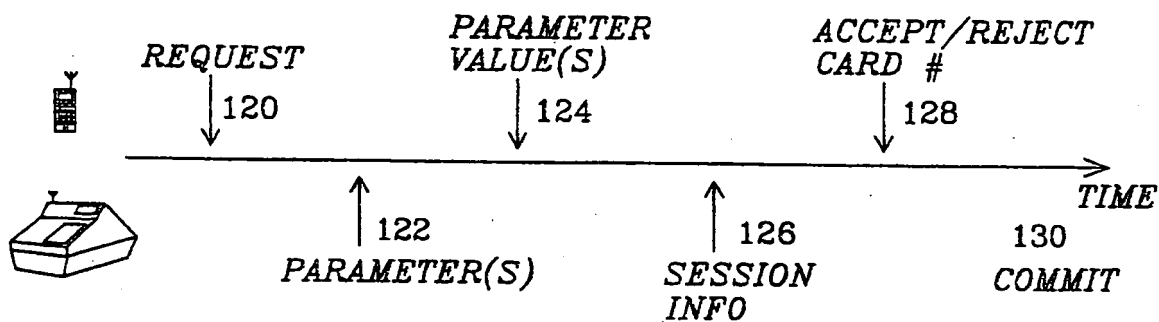 REQUEST
120
PARAMETER
VALUE(S)
124
ACCEPT/REJECT
CARD #
128
TIME
122
PARAMETER(S)
126
SESSION
INFO
130
COMMIT